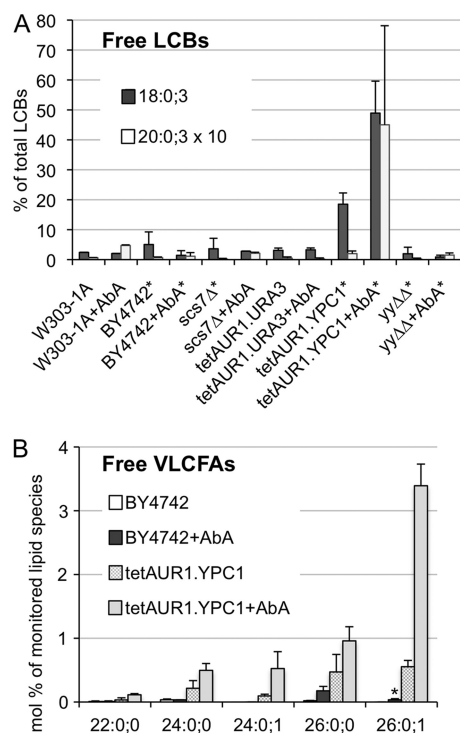 A
Free LCBs
80
70
60
50
40
30
20
10
0
% of total LCBs
18:0;3
20:0;3 x 10
W303-1A
W303-1A+AbA
BY4742*
BY4742+AbA*
scs7Δ*
scs7Δ+AbA
tetAUR1.URA3
tetAUR1.URA3+AbA
tetAUR1.YPC1*
tetAUR1.YPC1+AbA*
yyΔΔ*
yyΔΔ+AbA*
B
Free VLCFAs
4
3
2
1
0
mol % of monitored lipid species
BY4742
BY4742+AbA
tetAUR1.YPC1
tetAUR1.YPC1+AbA
*
22:0;0 24:0;0 24:0;1 26:0;0 26:0;1